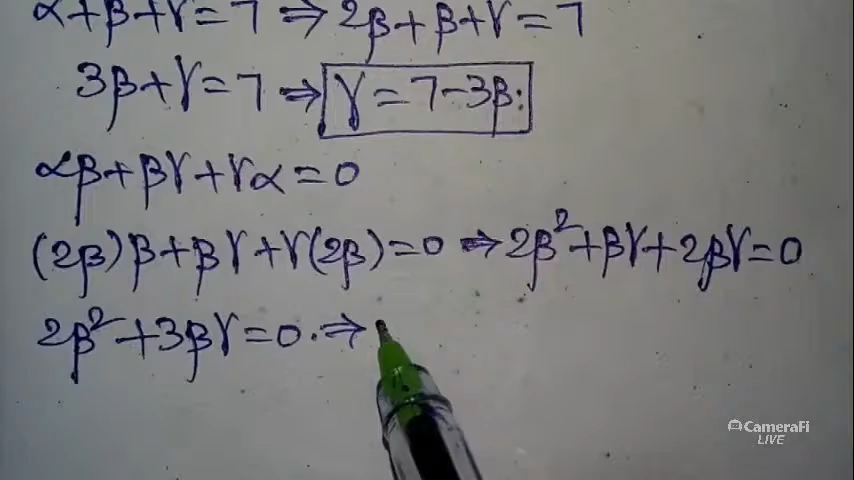 α+β+γ=7 ⇒ 2β+β+γ=7
3β+γ=7 ⇒ γ=7-3β:
αβ+βγ+γα=0
(2β)β+βγ+γ(2β)=0 ⇒ 2β²+βγ+2βγ=0
2β²+3βγ=0. ⇒
CameraFi
LIVE